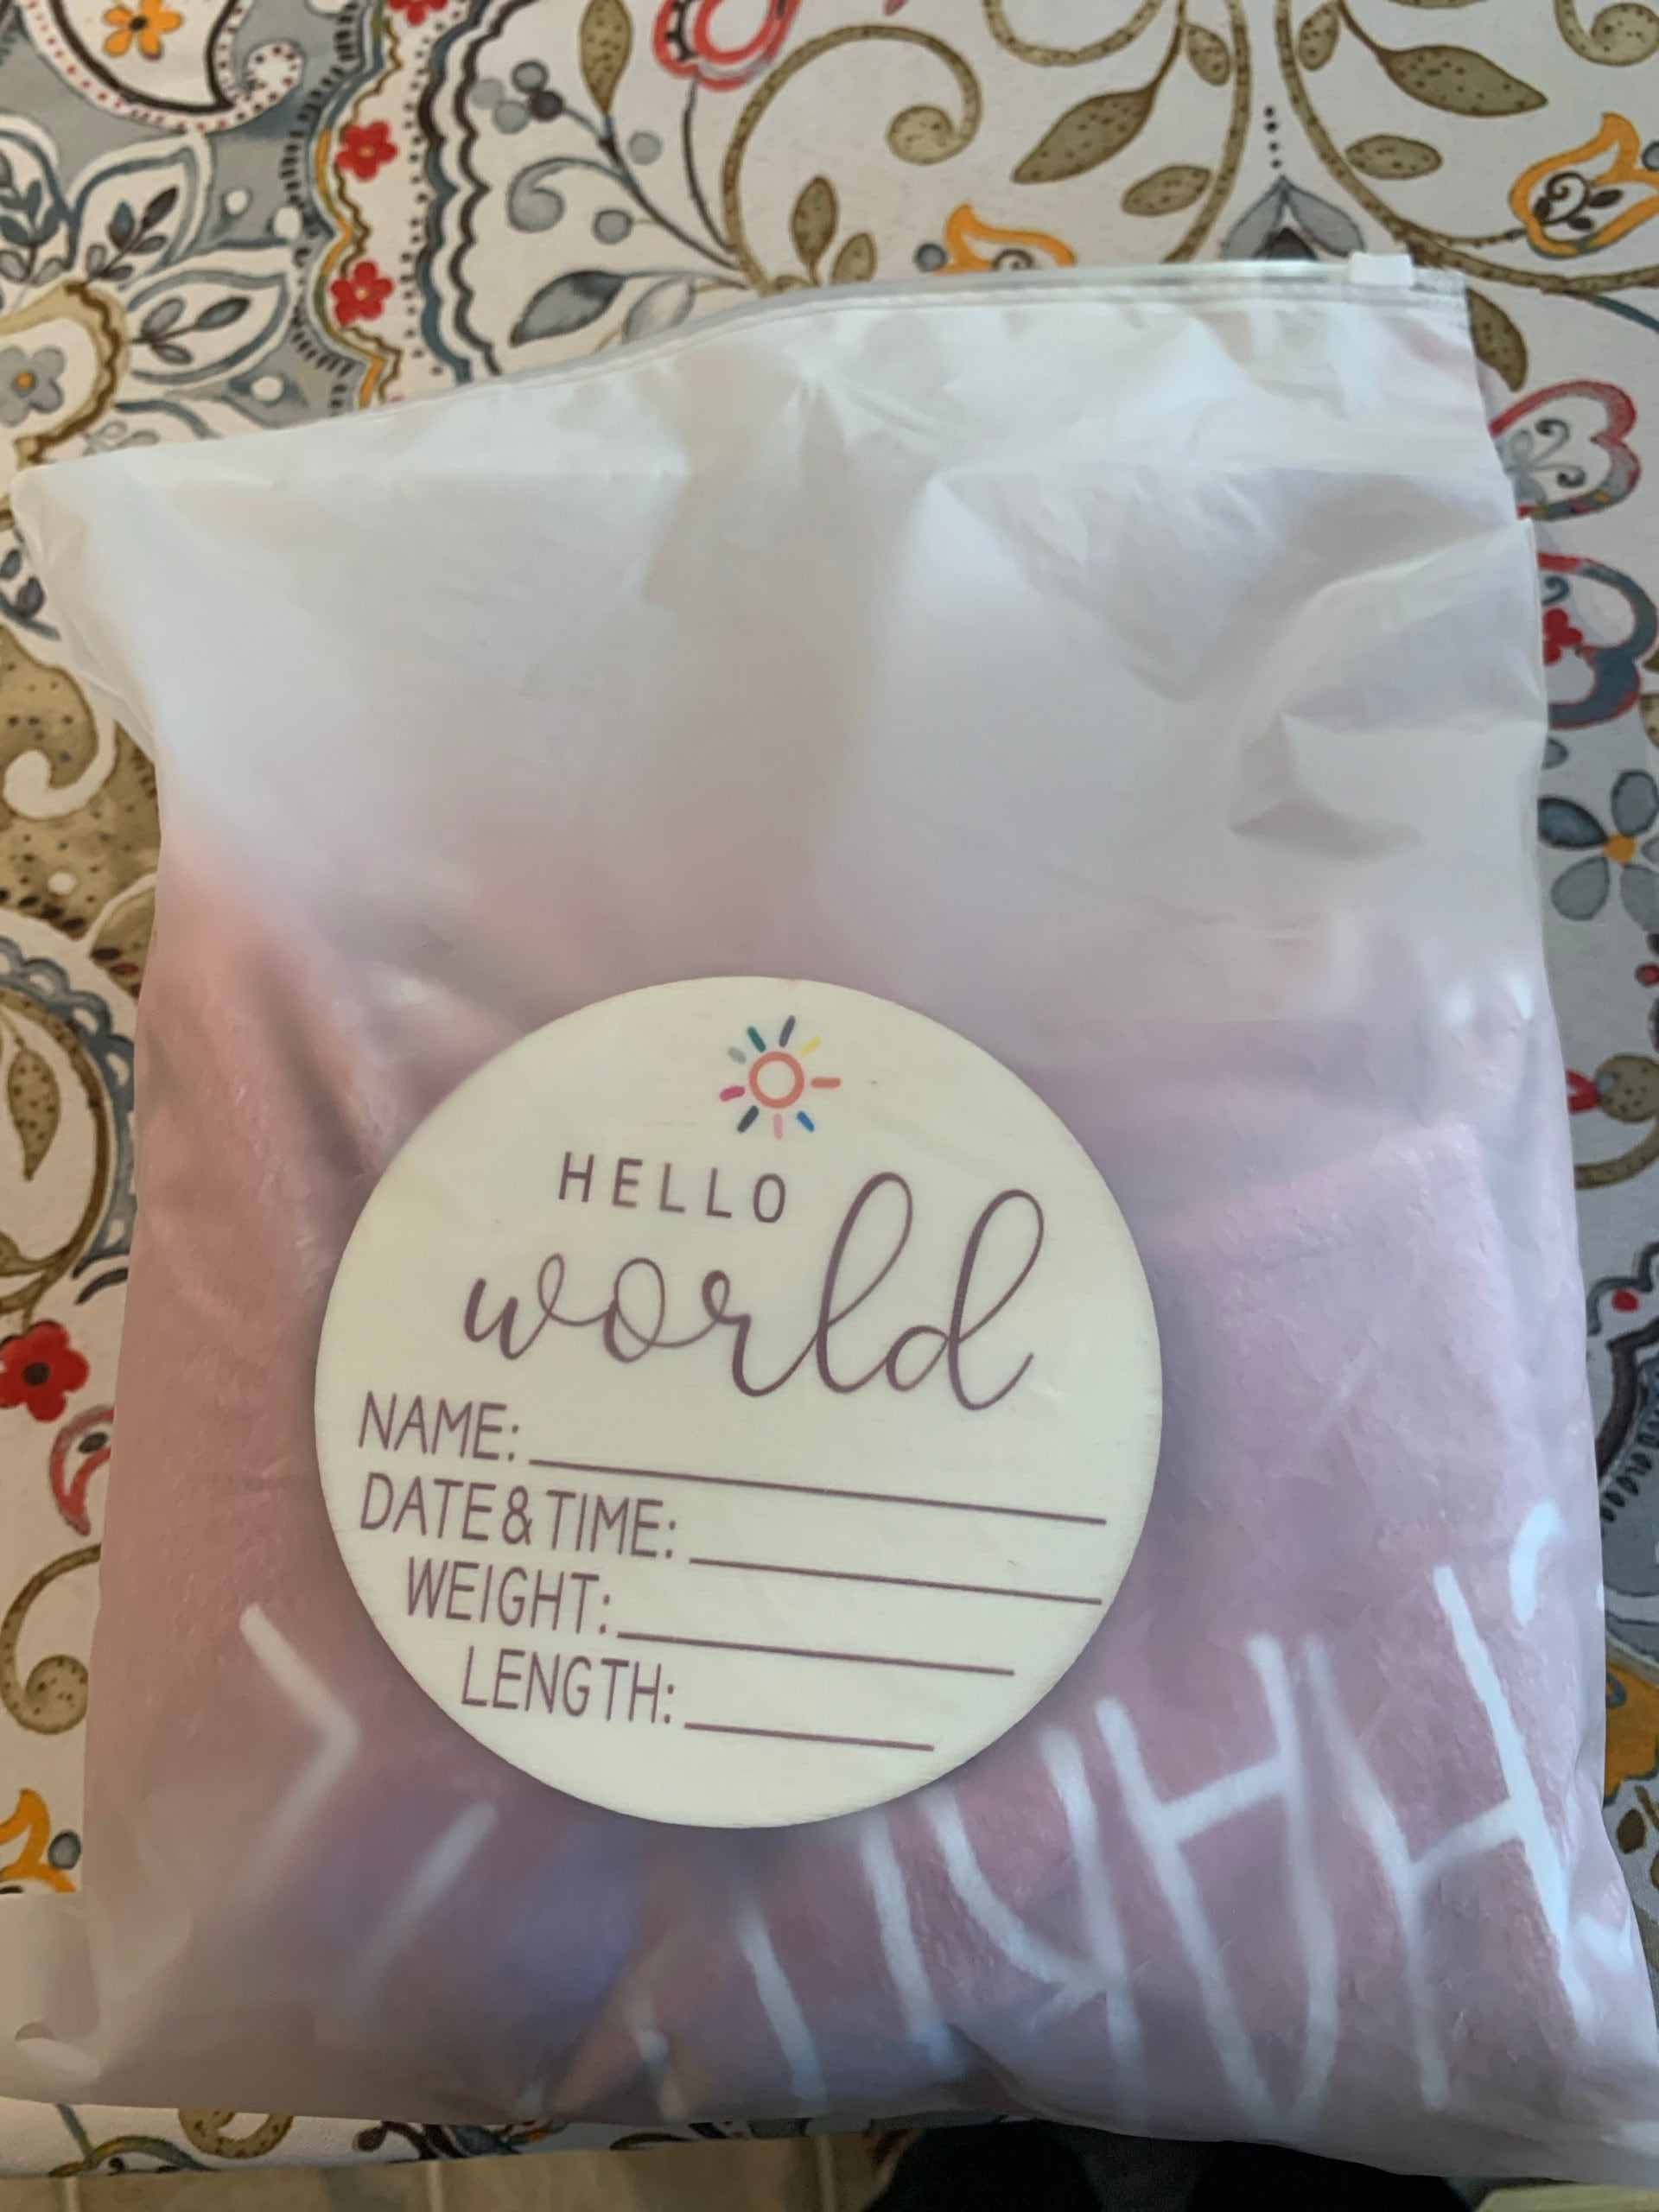 HELLO
world
NAME:
DATE & TIME:
WEIGHT:
LENGTH: